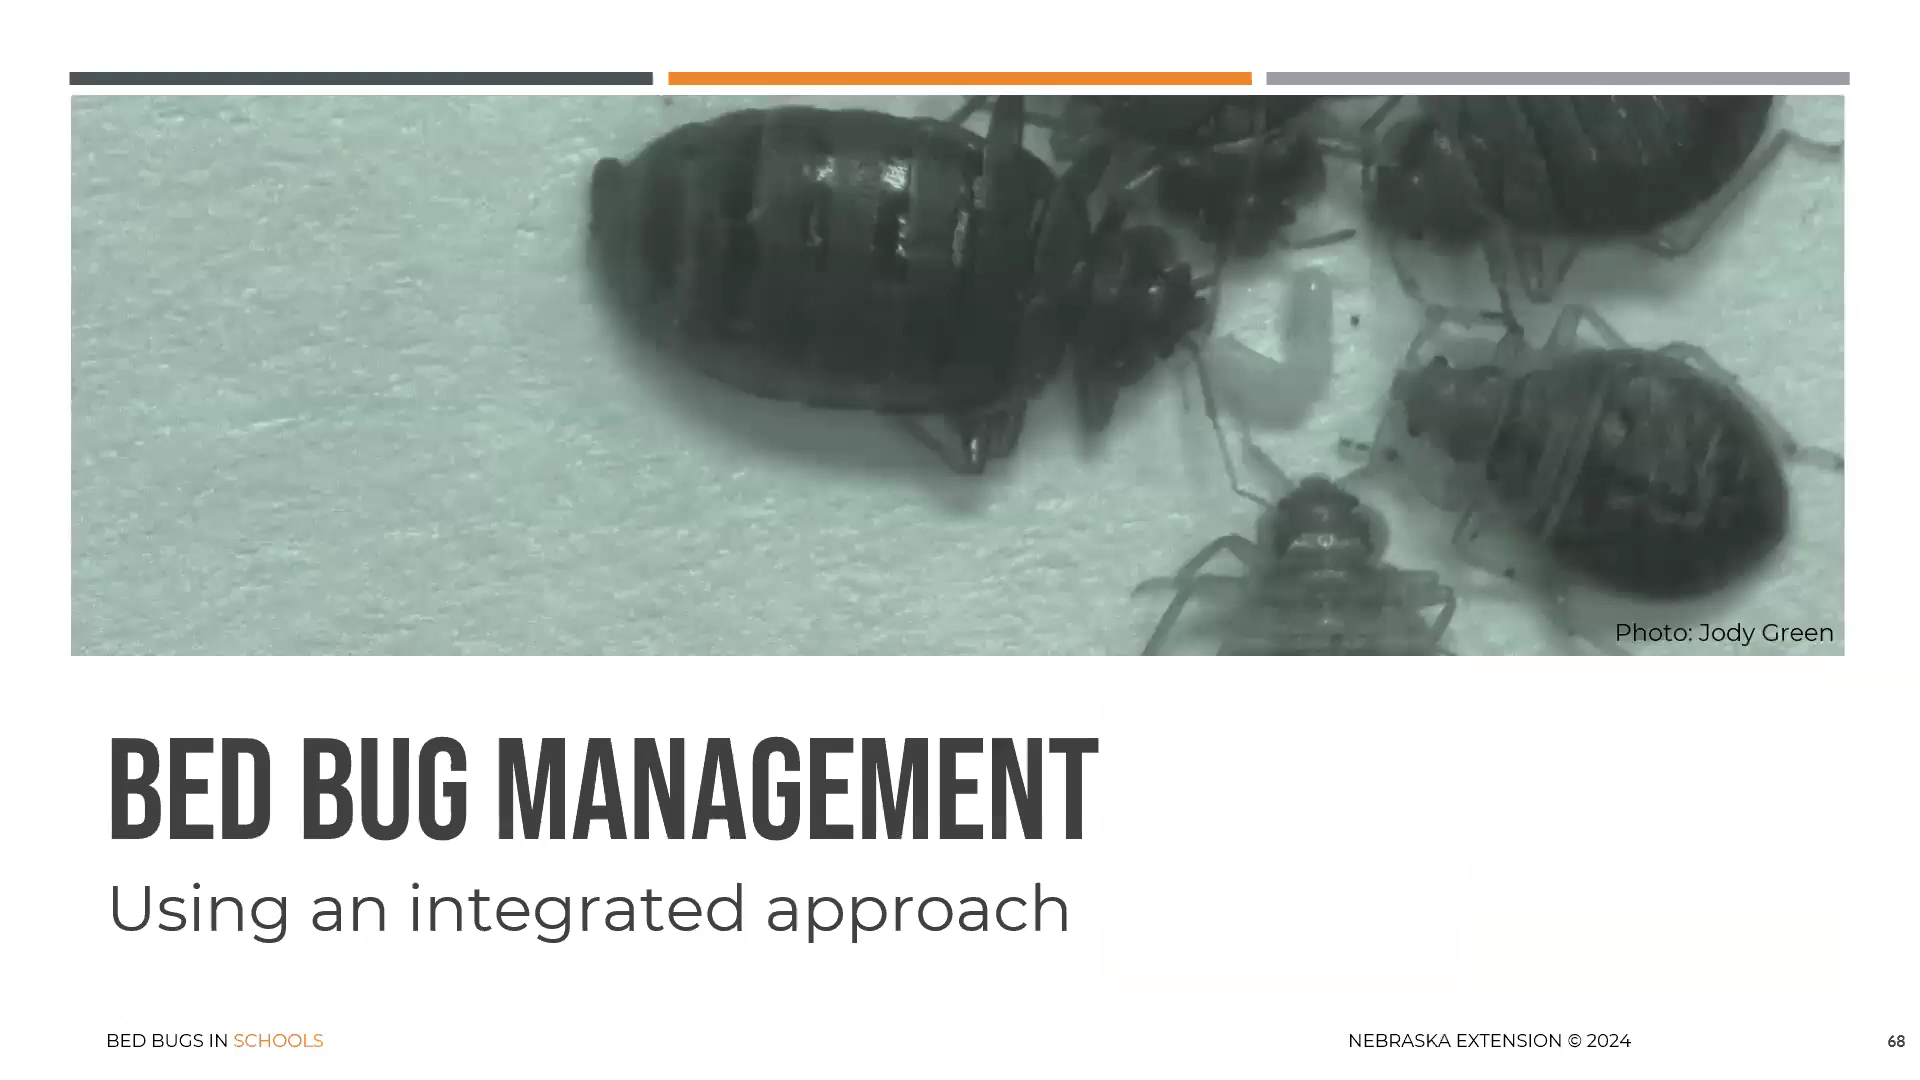 Photo: Jody Green
BED BUG MANAGEMENT
Using an integrated approach
BED BUGS IN SCHOOLS
NEBRASKA EXTENSION © 2024
68